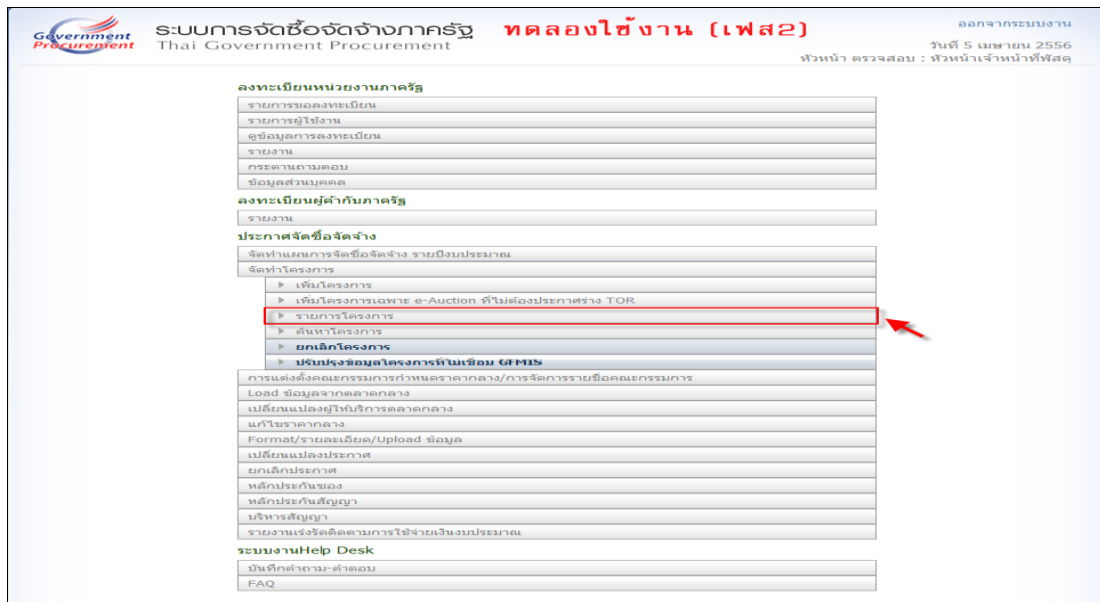 Government
Procurement
ระบบการจัดซื้อจัดจ้างภาครัฐ ทดลองใช้งาน (เฟส2)
Thai Government Procurement
ออกจากระบบงาน
วันที่ 5 เมษายน 2556
หัวหน้า ตรวจสอบ : หัวหน้าเจ้าหน้าที่พัสดุ
ลงทะเบียนหน่วยงานภาครัฐ
รายการขอลงทะเบียน
รายการผู้ใช้งาน
ดูข้อมูลการลงทะเบียน
รายงาน
กระดานถามตอบ
ข้อมูลส่วนบุคคล
ลงทะเบียนผู้ค้ากับภาครัฐ
รายงาน
ประกาศจัดซื้อจัดจ้าง
จัดทำแผนการจัดซื้อจัดจ้าง รายปีงบประมาณ
จัดทำโครงการ
เพิ่มโครงการ
เพิ่มโครงการเฉพาะ e-Auction ที่ไม่ต้องประกาศร่าง TOR
รายการโครงการ
ค้นหาโครงการ
ยกเลิกโครงการ
ปรับปรุงข้อมูลโครงการที่ไม่เชื่อม GFMIS
การแต่งตั้งคณะกรรมการกำหนดราคากลาง/การจัดการรายชื่อคณะกรรมการ
Load ข้อมูลจากตลาดกลาง
เปลี่ยนแปลงผู้ให้บริการตลาดกลาง
แก้ไขราคากลาง
Format/รายละเอียด/Upload ข้อมูล
เปลี่ยนแปลงประกาศ
ยกเลิกประกาศ
หลักประกันซอง
หลักประกันสัญญา
บริหารสัญญา
รายงานเร่งรัดติดตามการใช้จ่ายเงินงบประมาณ
ระบบงานHelp Desk
บันทึกคำถาม-คำตอบ
FAQ